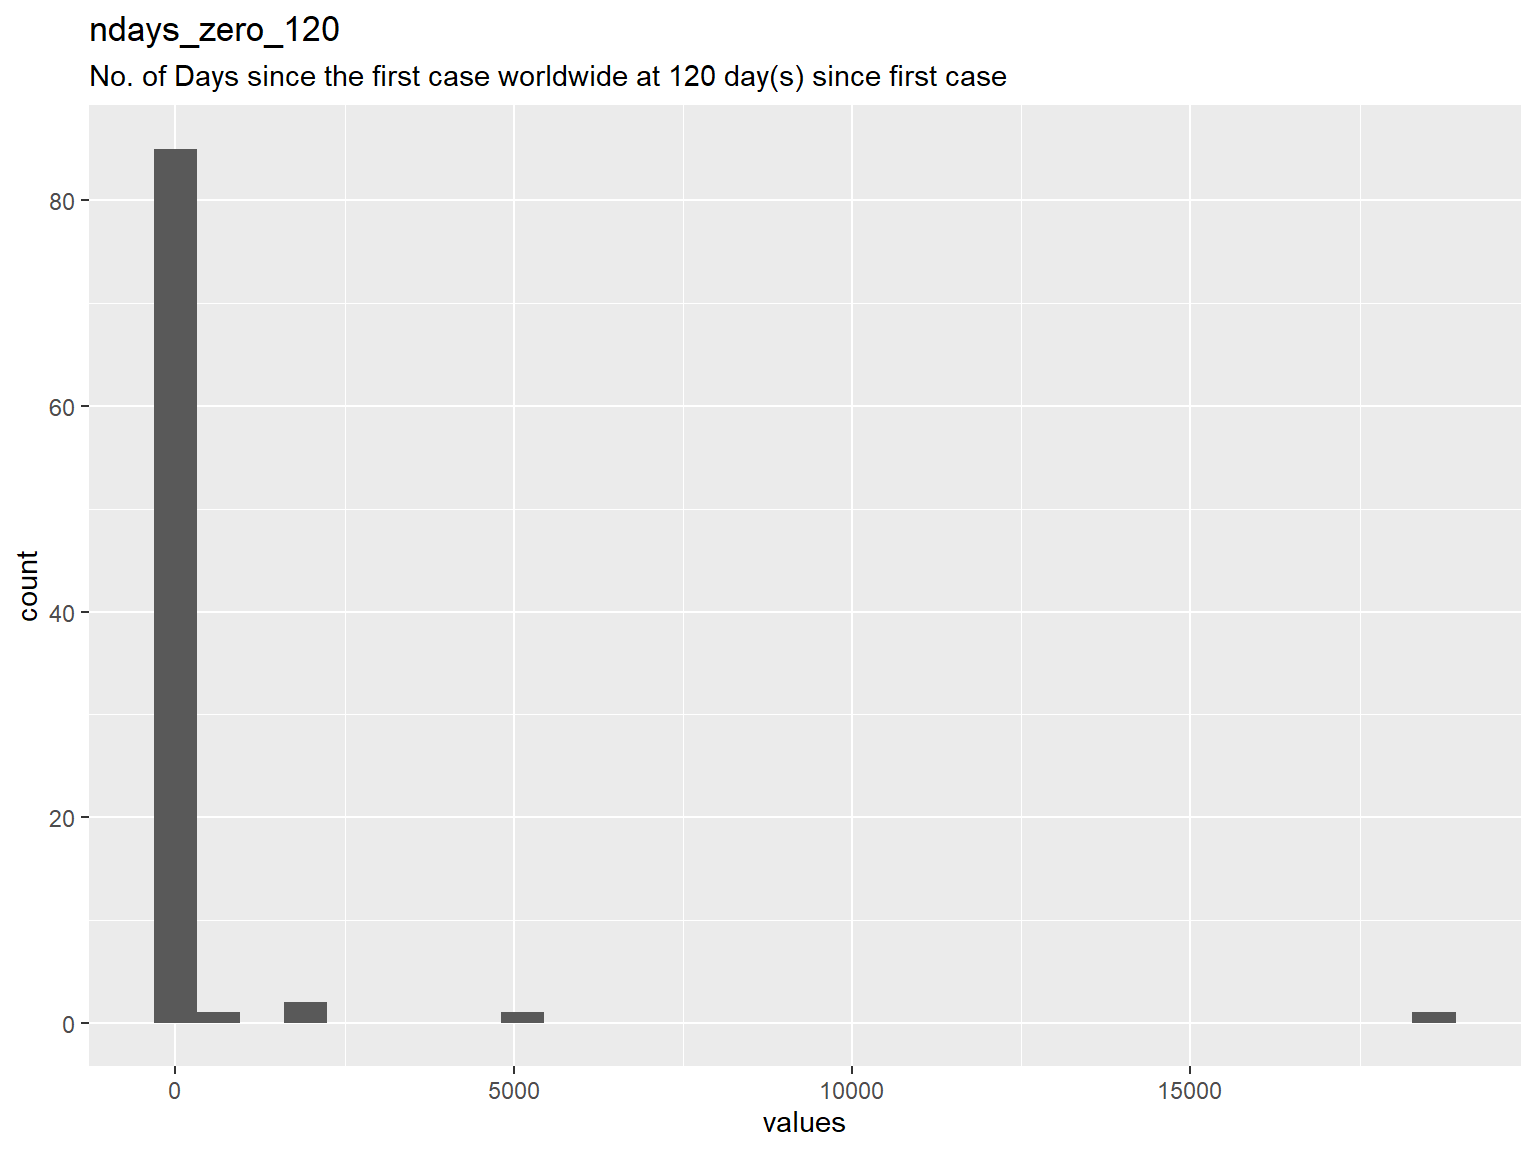 ndays_zero_120
No. of Days since the first case worldwide at 120 day(s) since first case
80
60
40
20
0
count
0 5000 10000 15000
values